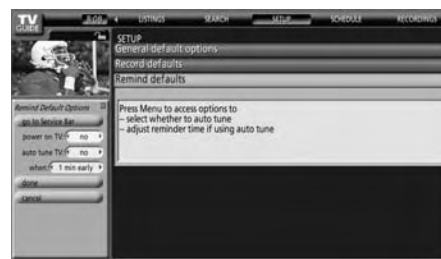 TV GUIDE
8:00
LISTINGS SEARCH SETUP SCHEDULE RECORDINGS
SETUP
General default options
Record defaults
Remind defaults
Press Menu to access options to
– select whether to auto tune
– adjust reminder time if using auto tune
Remind Default Options
go to Service Bar
power on TV: no
auto tune TV: no
when: 1 min early
done
cancel